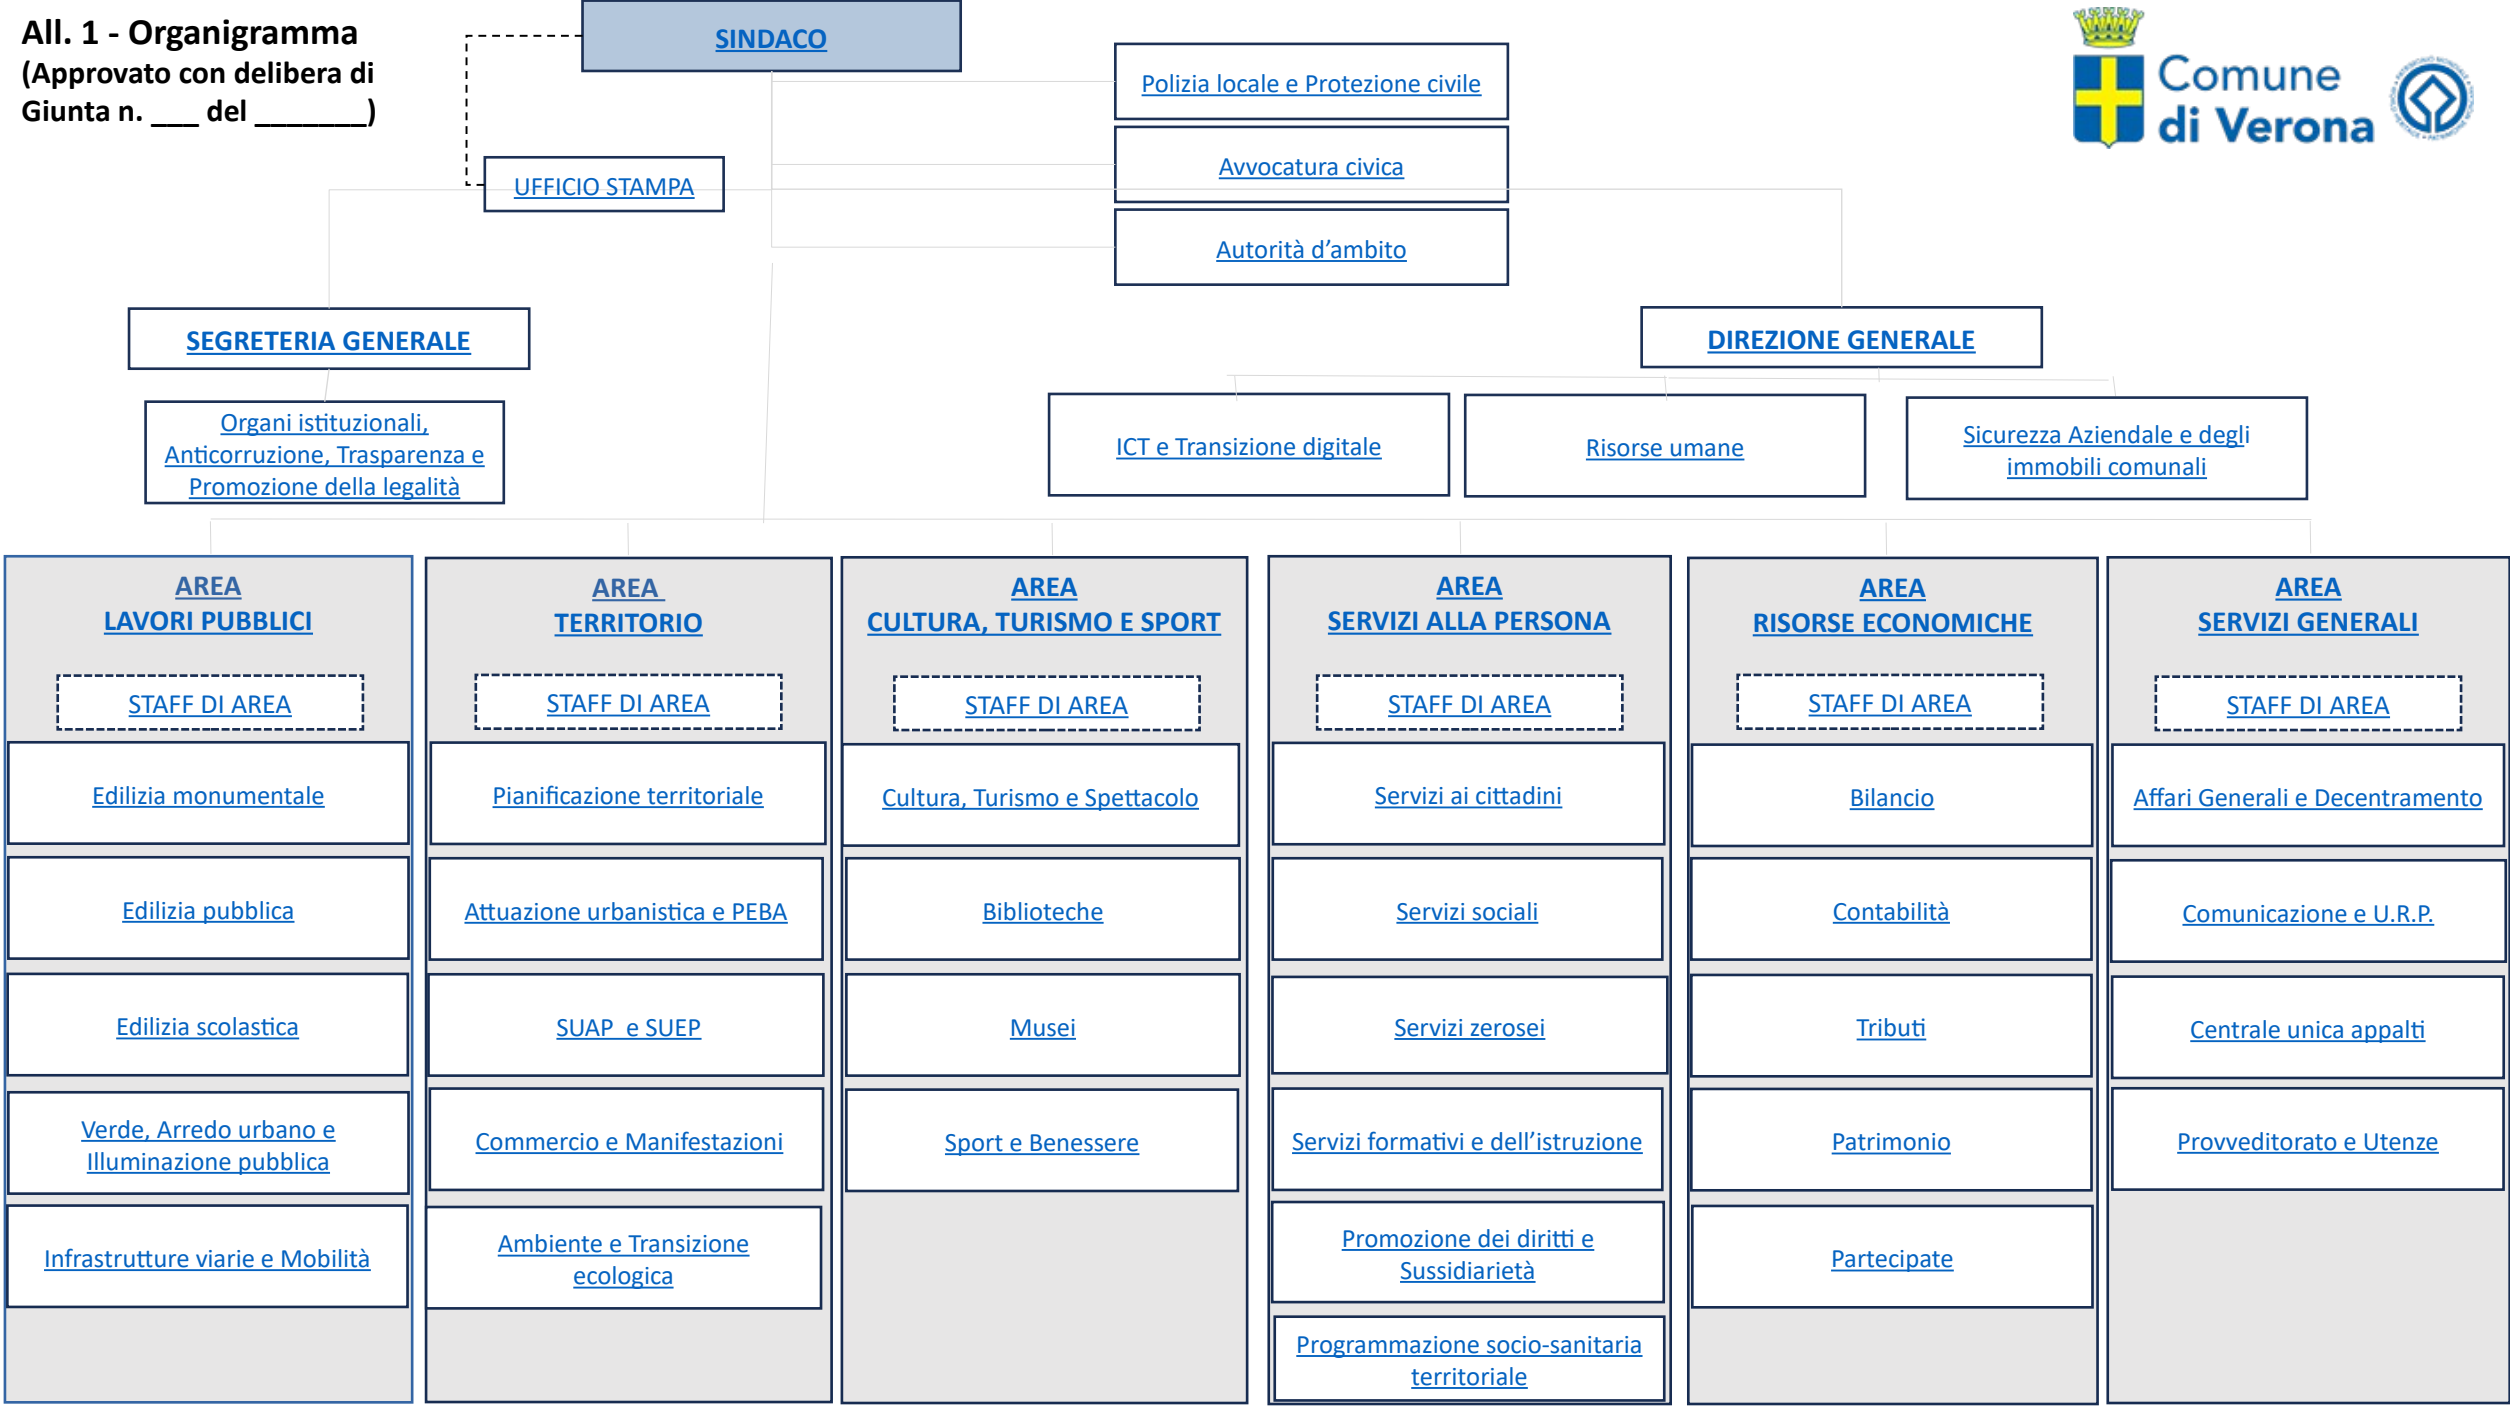 All. 1 - Organigramma
(Approvato con delibera di
Giunta n. ___ del _______)
SINDACO
Comune
di Verona
Polizia locale e Protezione civile
Avvocatura civica
UFFICIO STAMPA
Autorità d’ambito
SEGRETERIA GENERALE
DIREZIONE GENERALE
Organi istituzionali,
Anticorruzione, Trasparenza e
Promozione della legalità
ICT e Transizione digitale
Risorse umane
Sicurezza Aziendale e degli
immobili comunali
AREA
LAVORI PUBBLICI
STAFF DI AREA
Edilizia monumentale
Edilizia pubblica
Edilizia scolastica
Verde, Arredo urbano e
Illuminazione pubblica
Infrastrutture viarie e Mobilità
AREA
TERRITORIO
STAFF DI AREA
Pianificazione territoriale
Attuazione urbanistica e PEBA
SUAP  e SUEP
Commercio e Manifestazioni
Ambiente e Transizione
ecologica
AREA
CULTURA, TURISMO E SPORT
STAFF DI AREA
Cultura, Turismo e Spettacolo
Biblioteche
Musei
Sport e Benessere
AREA
SERVIZI ALLA PERSONA
STAFF DI AREA
Servizi ai cittadini
Servizi sociali
Servizi zerosei
Servizi formativi e dell’istruzione
Promozione dei diritti e
Sussidiarietà
Programmazione socio-sanitaria
territoriale
AREA
RISORSE ECONOMICHE
STAFF DI AREA
Bilancio
Contabilità
Tributi
Patrimonio
Partecipate
AREA
SERVIZI GENERALI
STAFF DI AREA
Affari Generali e Decentramento
Comunicazione e U.R.P.
Centrale unica appalti
Provveditorato e Utenze